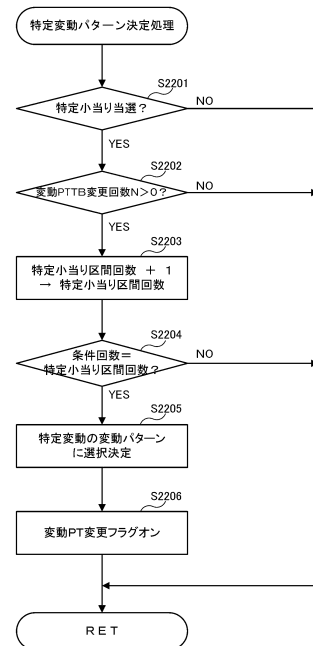 特定変動パターン決定処理
S2201
特定小当り当選？
NO
YES
S2202
変動PTTB変更回数N＞0？
NO
YES
S2203
特定小当り区間回数 ＋ 1
→ 特定小当り区間回数
S2204
条件回数＝
特定小当り区間回数？
NO
YES
S2205
特定変動の変動パターン
に選択決定
S2206
変動PT変更フラグオン
RET